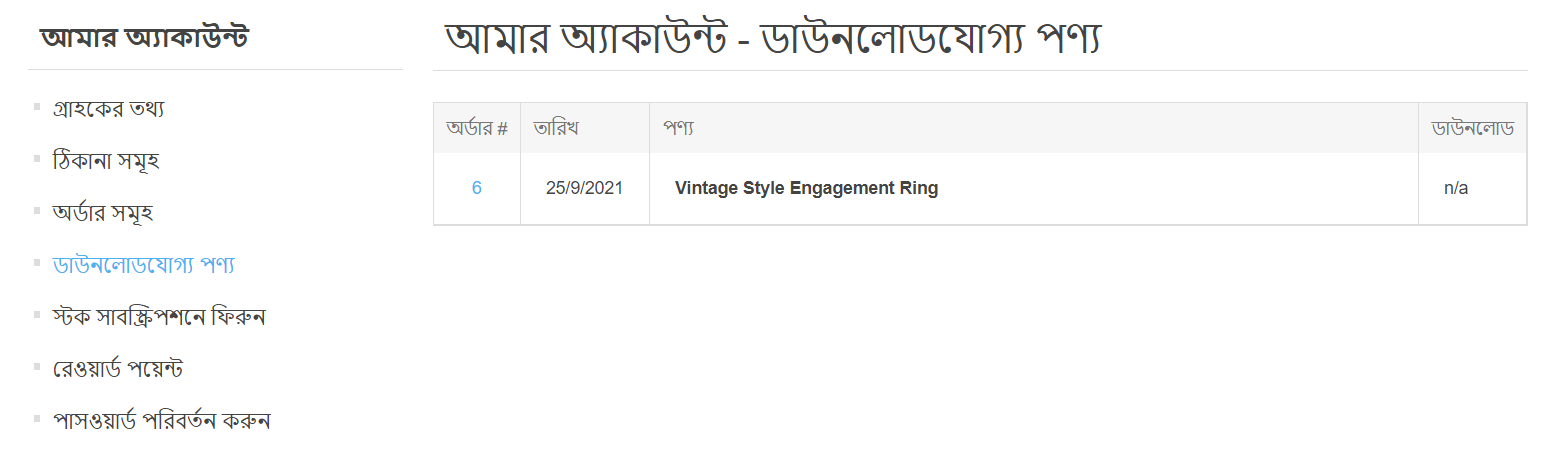 আমার অ্যাকাউন্ট
গ্রাহকের তথ্য
ঠিকানা সমূহ
অর্ডার সমূহ
ডাউনলোডযোগ্য পণ্য
স্টক সাবস্ক্রিপশনে ফিরুন
রেওয়ার্ড পয়েন্ট
পাসওয়ার্ড পরিবর্তন করুন
আমার অ্যাকাউন্ট - ডাউনলোডযোগ্য পণ্য
অর্ডার # তারিখ পণ্য ডাউনলোড
6 25/9/2021 Vintage Style Engagement Ring n/a